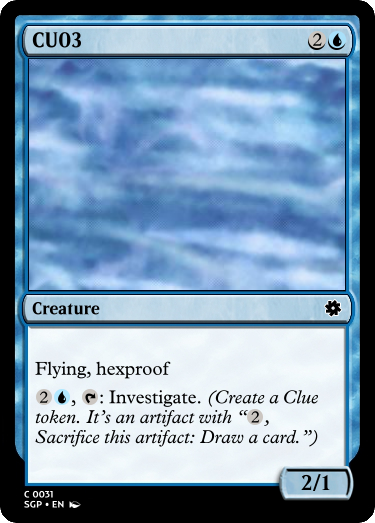 CU03 2
Creature
Flying, hexproof
2, : Investigate. (Create a Clue
token. It's an artifact with “2,
Sacrifice this artifact: Draw a card.”)
2/1
C 0031
SGP • EN